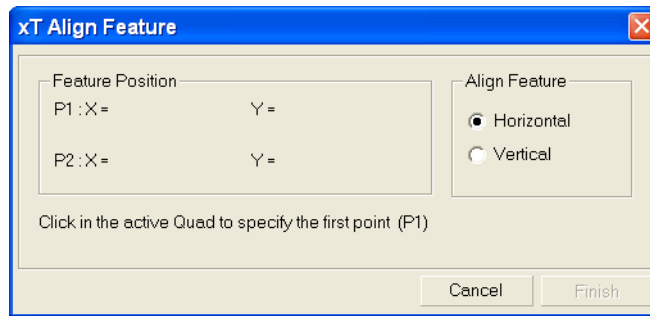 xT Align Feature
Feature Position
P1 : X = Y =
P2 : X = Y =
Align Feature
Horizontal
Vertical
Click in the active Quad to specify the first point (P1)
Cancel Finish